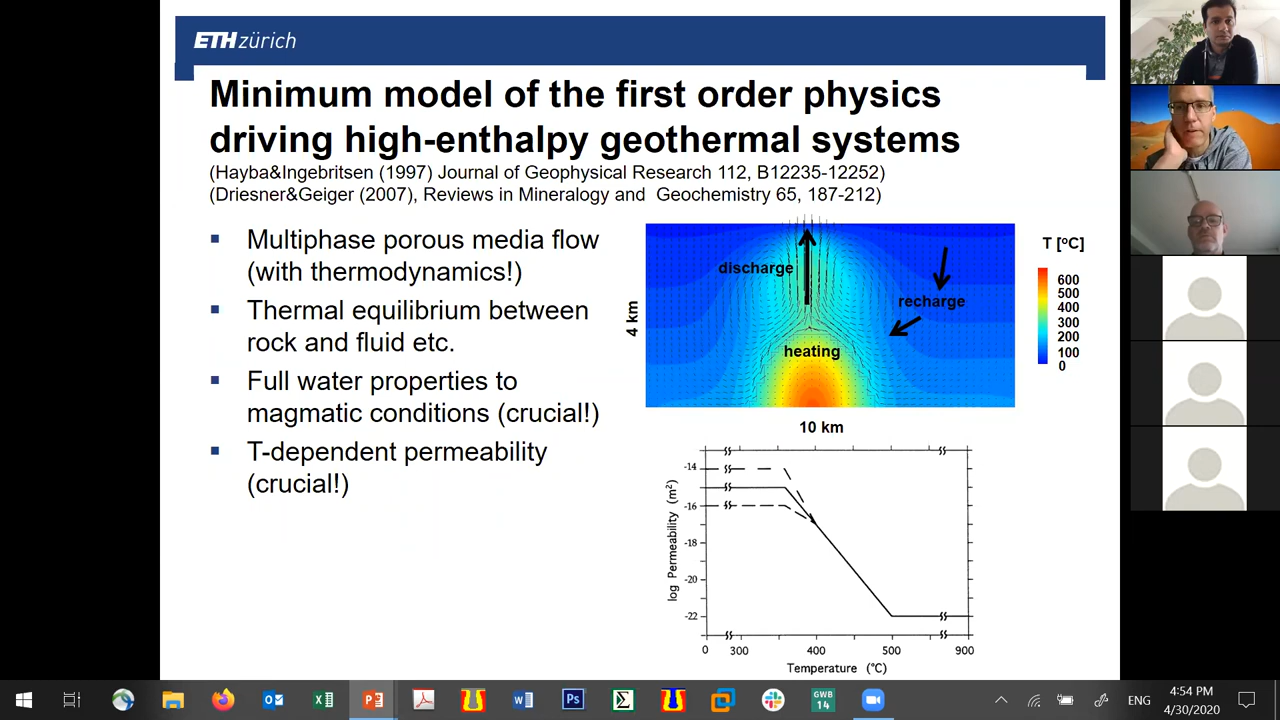 ETH zürich
Minimum model of the first order physics
driving high-enthalpy geothermal systems
(Hayba&Ingebritsen (1997) Journal of Geophysical Research 112, B12235-12252)
(Driesner&Geiger (2007), Reviews in Mineralogy and Geochemistry 65, 187-212)
Multiphase porous media flow
(with thermodynamics!)
Thermal equilibrium between
rock and fluid etc.
Full water properties to
magmatic conditions (crucial!)
T-dependent permeability
(crucial!)
discharge
recharge
heating
4 km
10 km
T [°C]
600
500
400
300
200
100
0
log Permeability (m²)
-14
-16
-18
-20
-22
0 300 400 500 900
Temperature (°C)
GWB
14
ENG
4:54 PM
4/30/2020